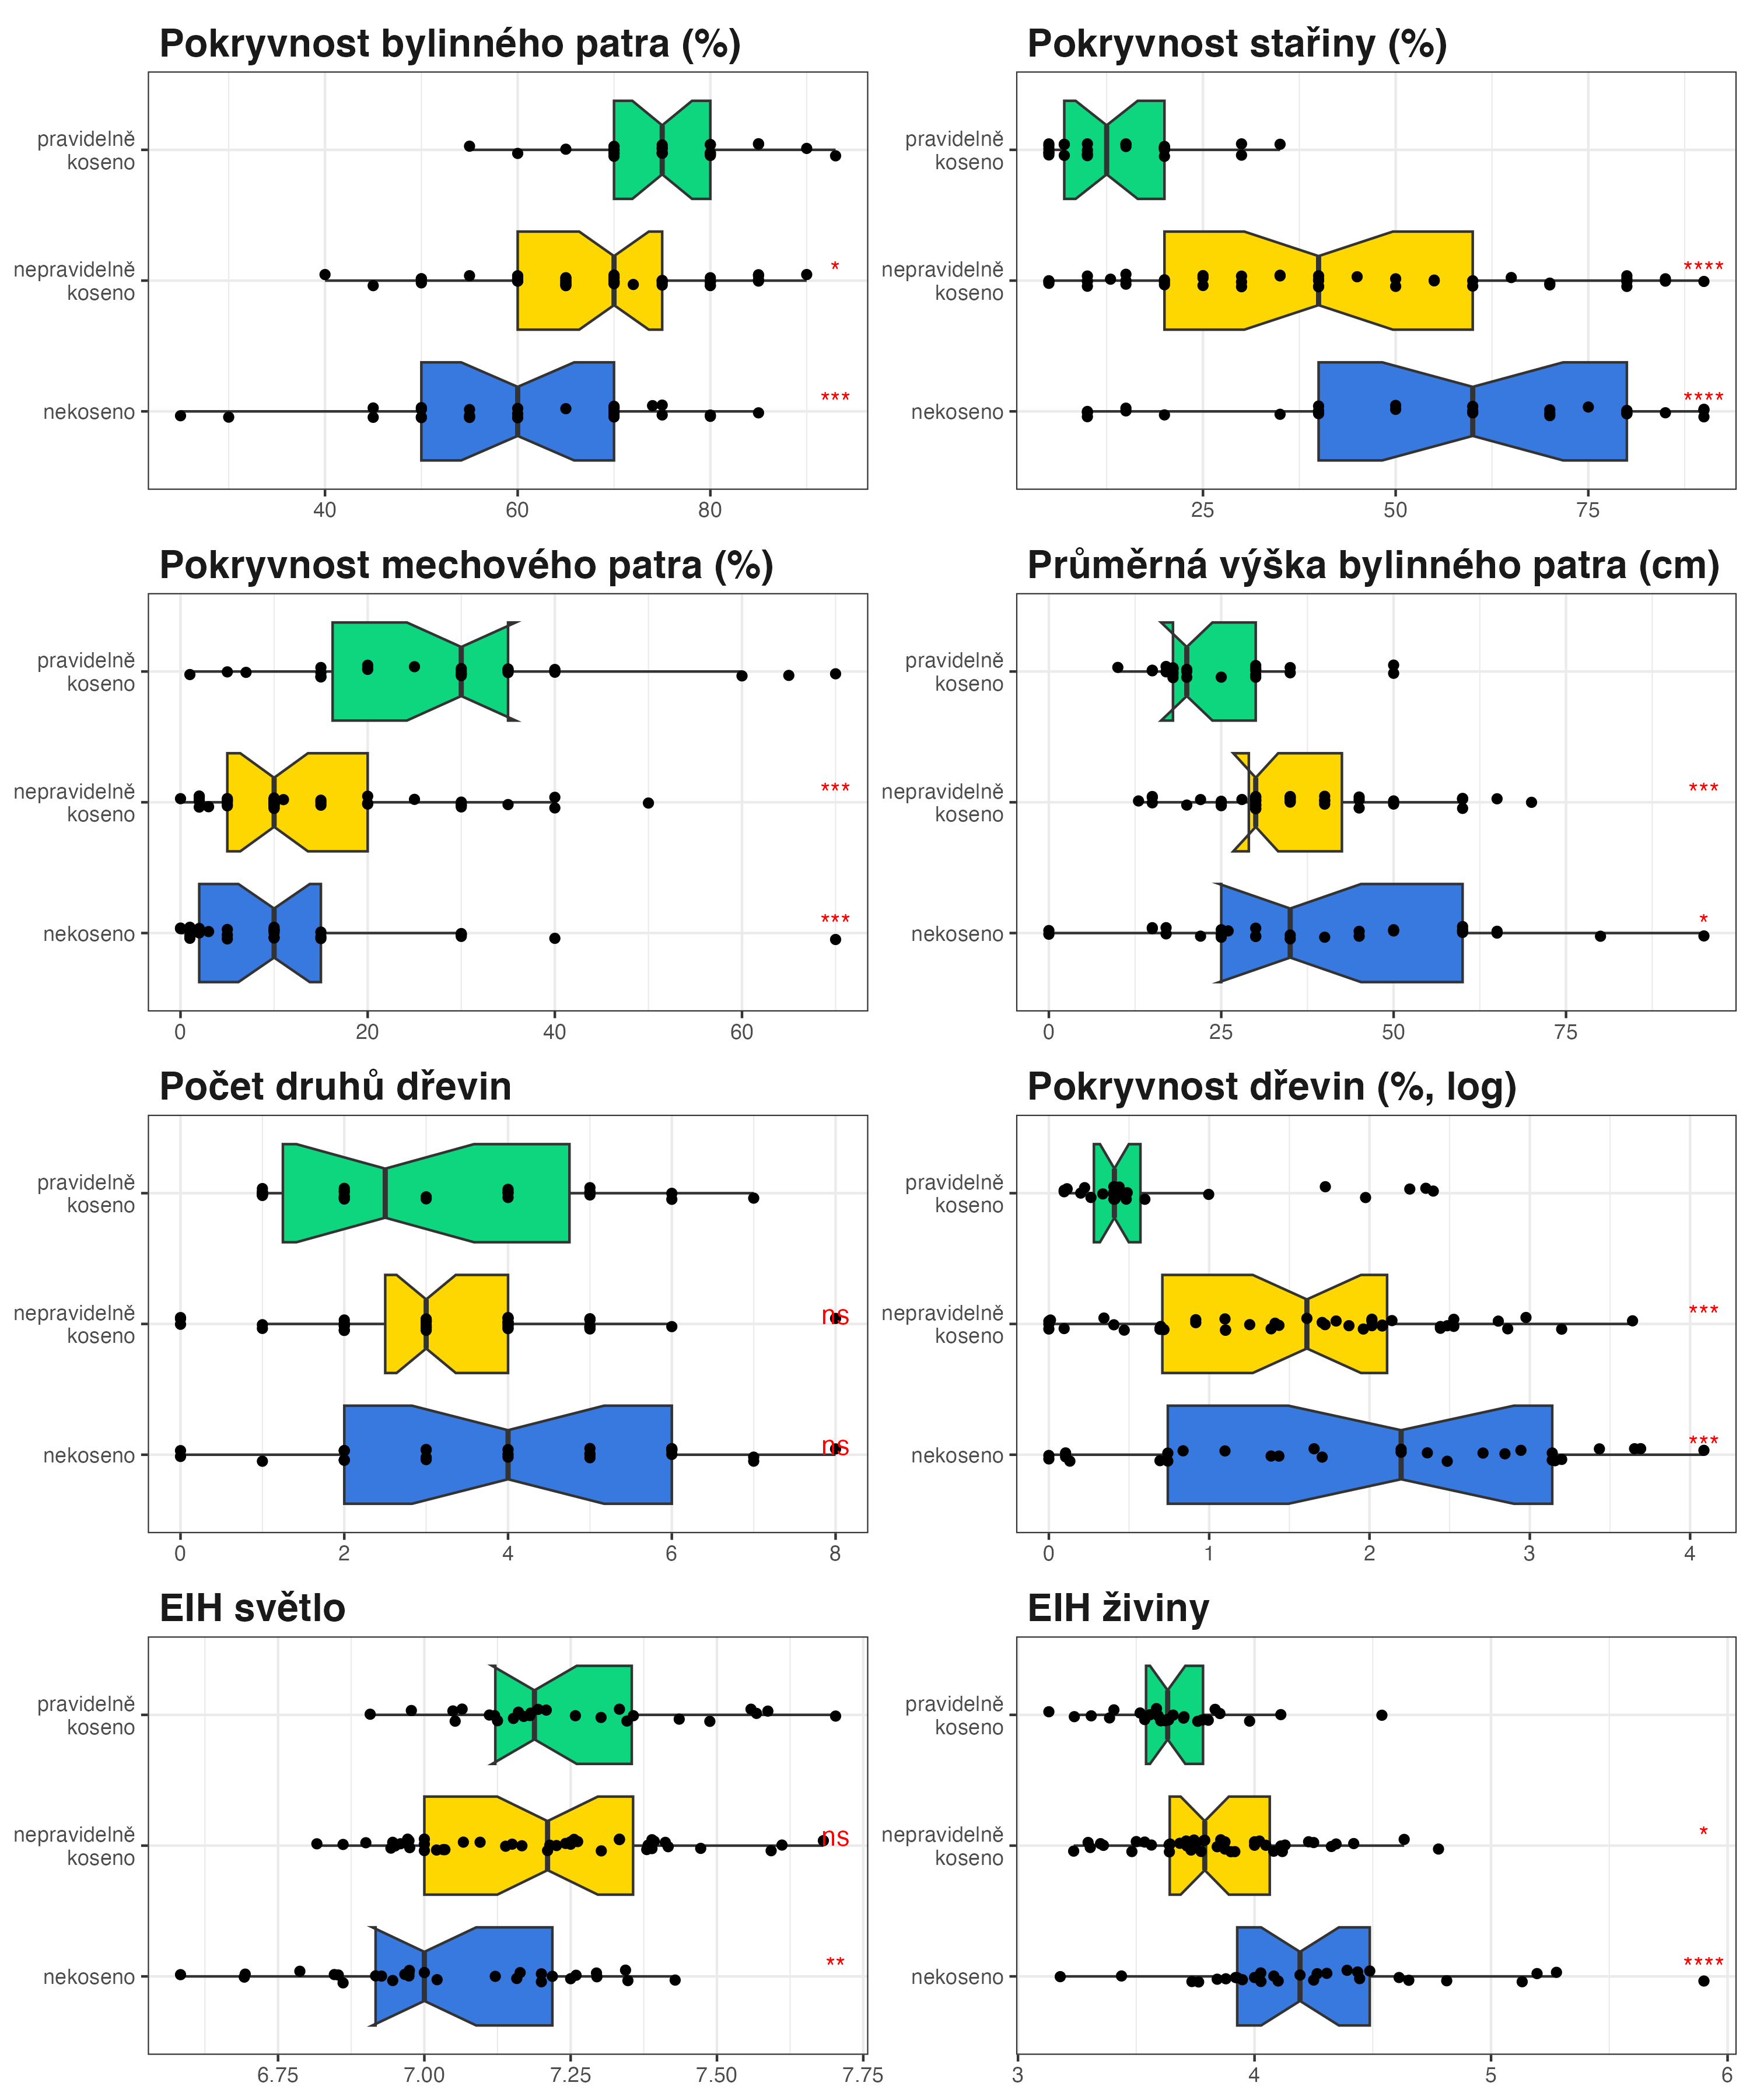 Pokryvnost bylinného patra (%)
pravidelně
koseno
nepravidelně
koseno
*
nekoseno
***
40 60 80
Pokryvnost stařiny (%)
pravidelně
koseno
nepravidelně
koseno
****
nekoseno
****
25 50 75
Pokryvnost mechového patra (%)
pravidelně
koseno
nepravidelně
koseno
***
nekoseno
***
0 20 40 60
Průměrná výška bylinného patra (cm)
pravidelně
koseno
nepravidelně
koseno
***
nekoseno
*
0 25 50 75
Počet druhů dřevin
pravidelně
koseno
nepravidelně
koseno
ns
nekoseno
ns
0 2 4 6 8
Pokryvnost dřevin (%, log)
pravidelně
koseno
nepravidelně
koseno
***
nekoseno
***
0 1 2 3 4
EIH světlo
pravidelně
koseno
nepravidelně
koseno
ns
nekoseno
**
6.75 7.00 7.25 7.50 7.75
EIH živiny
pravidelně
koseno
nepravidelně
koseno
*
nekoseno
****
3 4 5 6